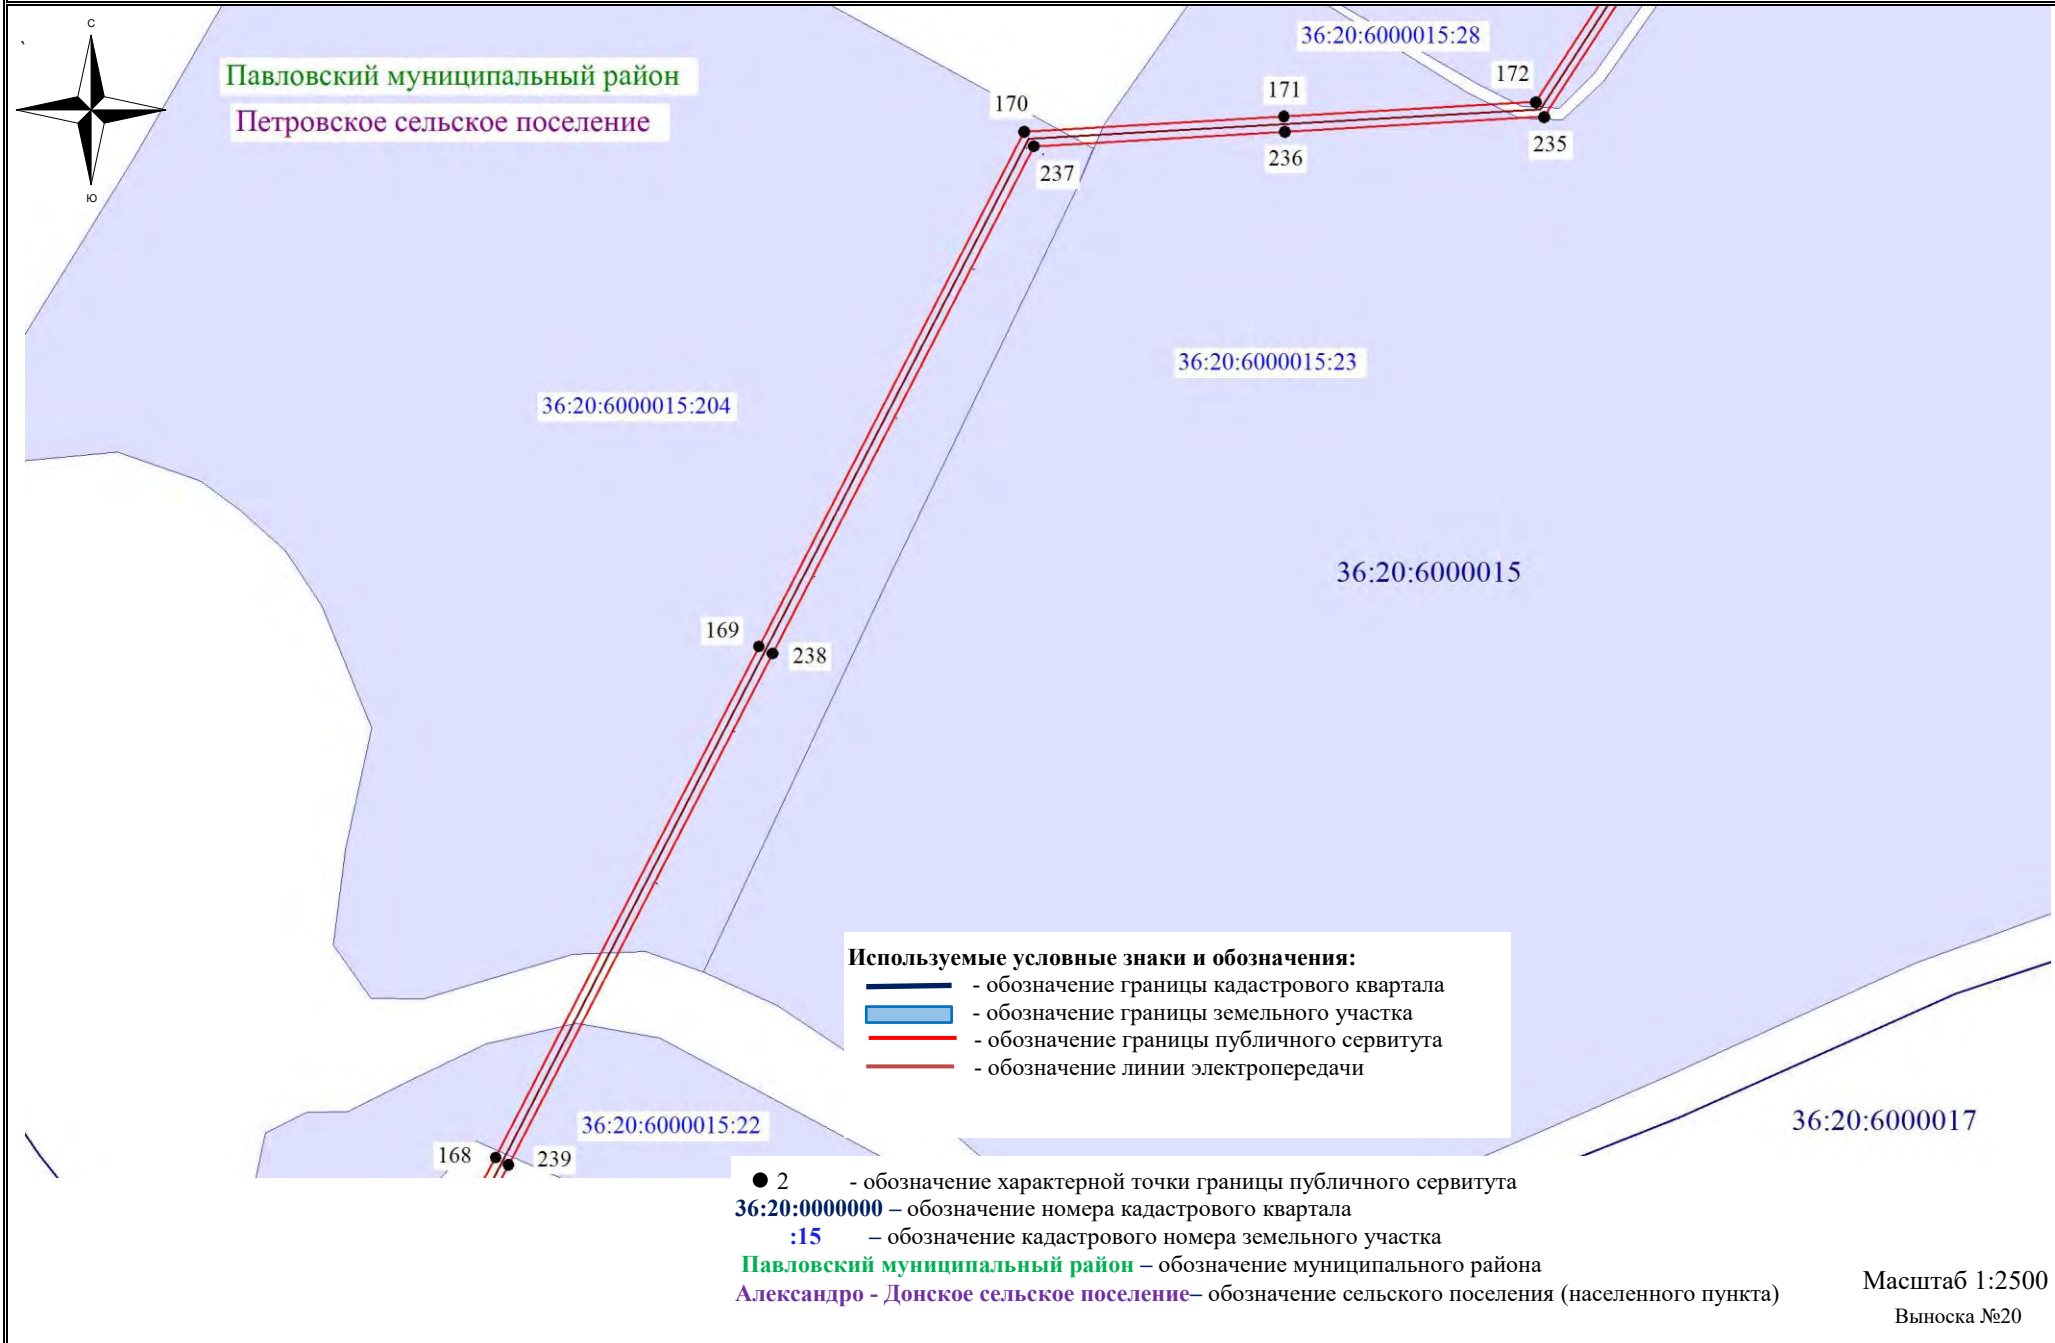 С
Ю
Павловский муниципальный район
Петровское сельское поселение
36:20:6000015:28
172
171
170
235
236
237
36:20:6000015:23
36:20:6000015:204
36:20:6000015
169
238
Используемые условные знаки и обозначения:
- обозначение границы кадастрового квартала
- обозначение границы земельного участка
- обозначение границы публичного сервитута
- обозначение линии электропередачи
36:20:6000015:22
36:20:6000017
168
239
2 - обозначение характерной точки границы публичного сервитута
36:20:0000000 – обозначение номера кадастрового квартала
:15 – обозначение кадастрового номера земельного участка
Павловский муниципальный район – обозначение муниципального района
Александро - Донское сельское поселение– обозначение сельского поселения (населенного пункта)
Масштаб 1:2500
Выноска №20